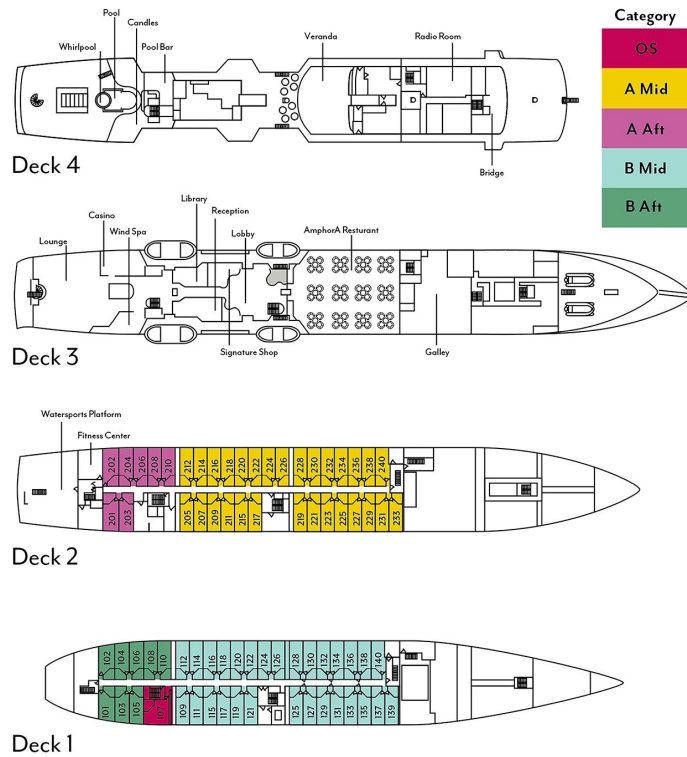 Category
OS
A Mid
A Aft
B Mid
B Aft
Pool
Candles
Whirlpool
Pool Bar
Veranda
Radio Room
D
D
Bridge
Deck 4
Library
Casino
Reception
Wind Spa
Lounge
Lobby
AmphorA Resturant
Signature Shop
Galley
Deck 3
Watersports Platform
Fitness Center
202 204 206 208 210 212 214 216 218 220 222 224 226 228 230 232 234 236 238 240
201 203 205 207 209 211 215 217 219 221 223 225 227 229 231 233
Deck 2
102 104 106 108 110 112 114 116 118 120 122 124 126 128 130 132 134 136 138 140
101 103 105 107 109 111 115 117 119 121 125 127 129 131 133 135 137 139
Deck 1